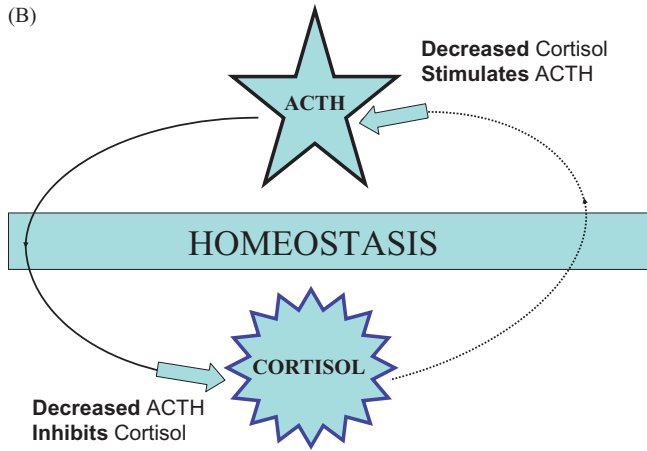 (B)
Decreased Cortisol
Stimulates ACTH
ACTH
HOMEOSTASIS
CORTISOL
Decreased ACTH
Inhibits Cortisol